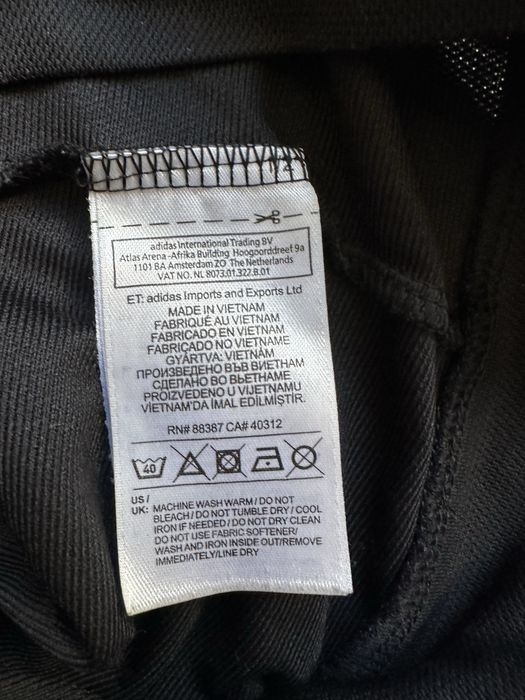 adidas International Trading BV
Atlas Arena -Afrika Building Hoogoorddreef 9a
1101 BA Amsterdam ZO The Netherlands
VAT NO. NL 8073.01.322.B.01
ET: adidas Imports and Exports Ltd
MADE IN VIETNAM
FABRIQUÉ AU VIETNAM
FABRICADO EN VIETNAM
FABRICADO NO VIETNAME
GYÁRTVA: VIETNÁM
ПРОИЗВЕДЕНО ВЪВ ВИЕТНАМ
СДЕЛАНО ВО ВЬЕТНАМЕ
PROIZVEDENO U VIJETNAMU
VİETNAM'DA İMAL EDİLMİŞTİR.
RN# 88387 CA# 40312
40
US /
UK: MACHINE WASH WARM / DO NOT
BLEACH / DO NOT TUMBLE DRY / COOL
IRON IF NEEDED / DO NOT DRY CLEAN
DO NOT USE FABRIC SOFTENER/
WASH AND IRON INSIDE OUT/REMOVE
IMMEDIATELY/LINE DRY